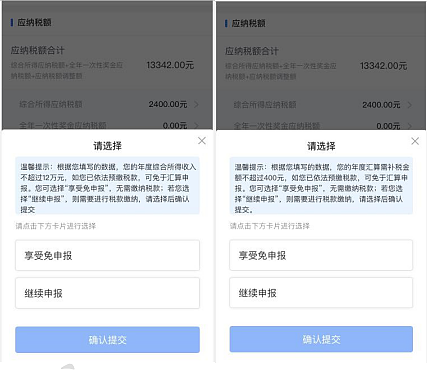 应纳税额
应纳税额合计
综合所得应纳税额+全年一次性奖金应
纳税额+应纳税额调整额
13342.00元
综合所得应纳税额 2400.00元
全年一次性奖金应纳税额 0.00元
请选择
温馨提示：根据您填写的数据，您的年度综合所得收入
不超过12万元，如您已依法预缴税款，可免于汇算申
报。您可选择“享受免申报”，无需缴纳税款；若您选
择“继续申报”，则需要进行税款缴纳，请选择后确认
提交
请点击下方卡片进行选择
享受免申报
继续申报
确认提交
应纳税额
应纳税额合计
综合所得应纳税额+全年一次性奖金应
纳税额+应纳税额调整额
13342.00元
综合所得应纳税额 2400.00元
全年一次性奖金应纳税额 0.00元
请选择
温馨提示：根据您填写的数据，您的年度汇算需补税金
额不超过400元，如您已依法预缴税款，可免于汇算申
报。您可选择“享受免申报”，无需缴纳税款；若您选
择“继续申报”，则需要进行税款缴纳，请选择后确认提
交。
请点击下方卡片进行选择
享受免申报
继续申报
确认提交